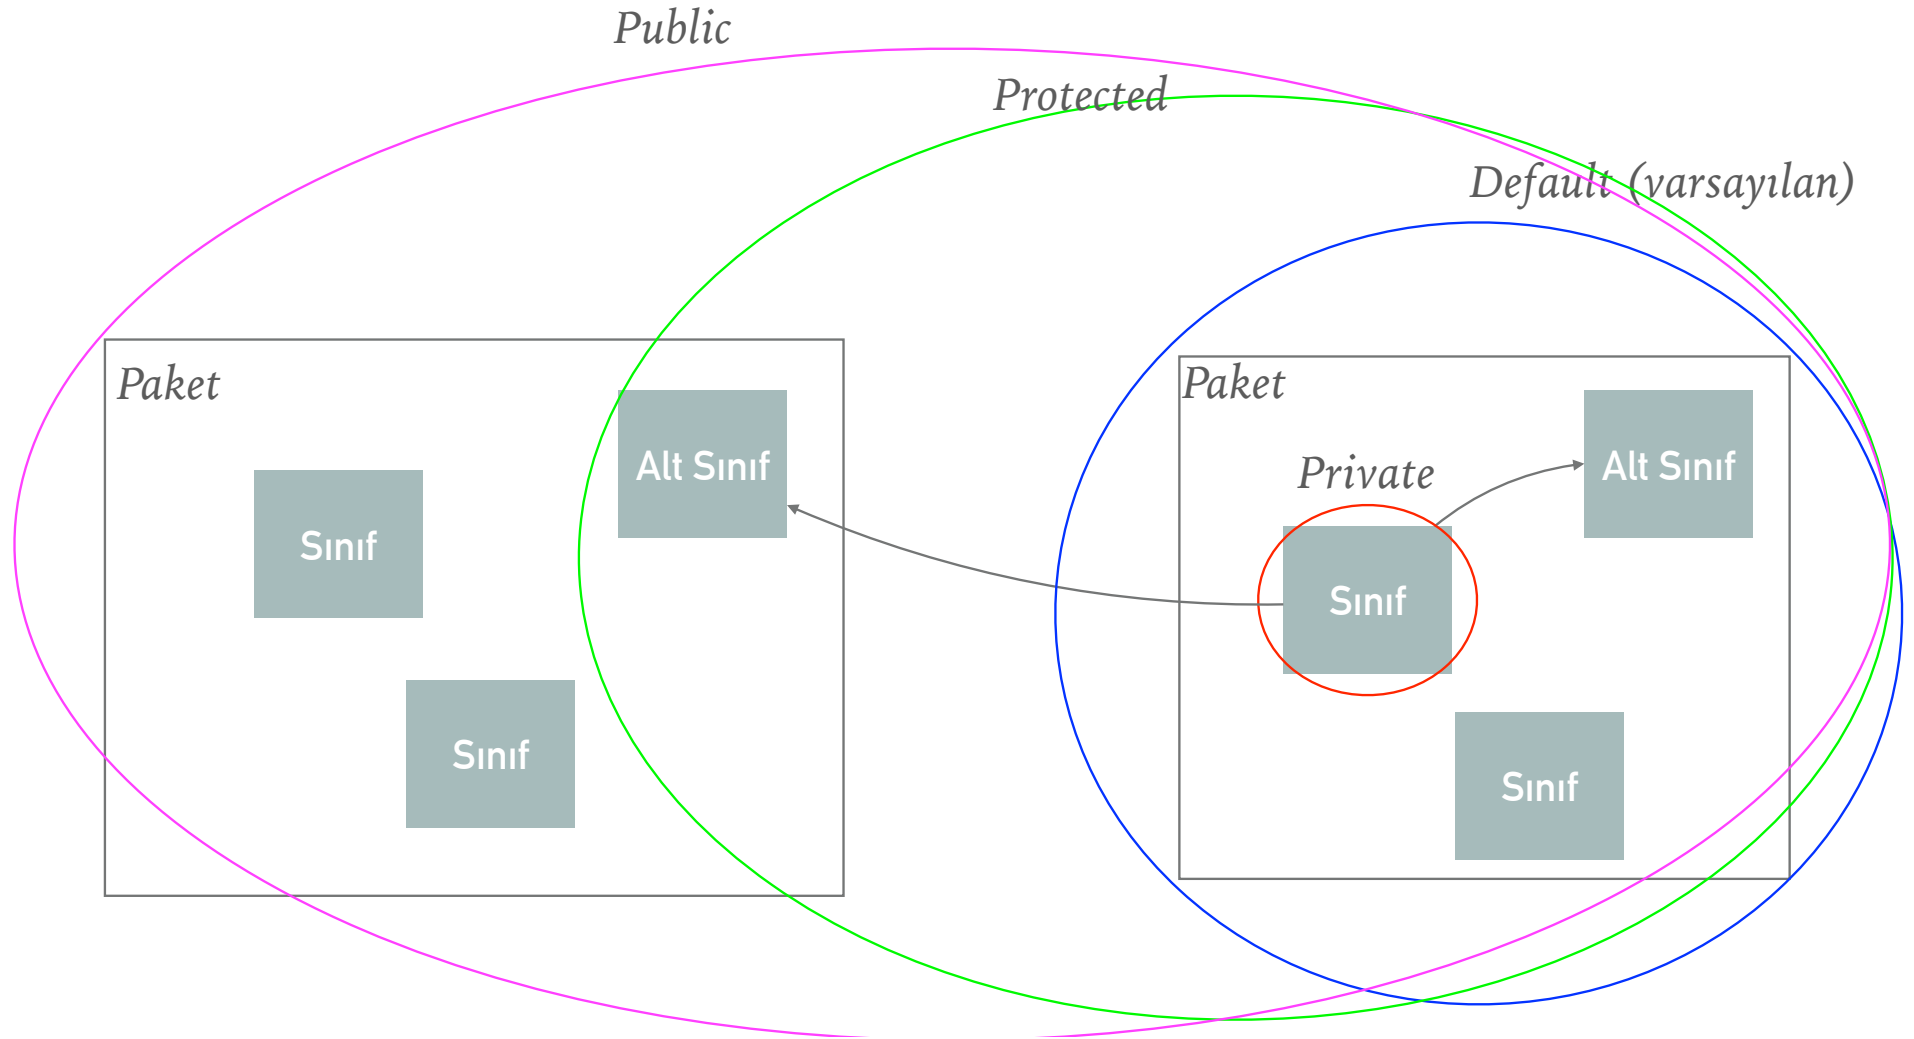 Public
Protected
Default (varsayılan)
Paket
Paket
Alt Sınıf
Alt Sınıf
Private
Sınıf
Sınıf
Sınıf
Sınıf